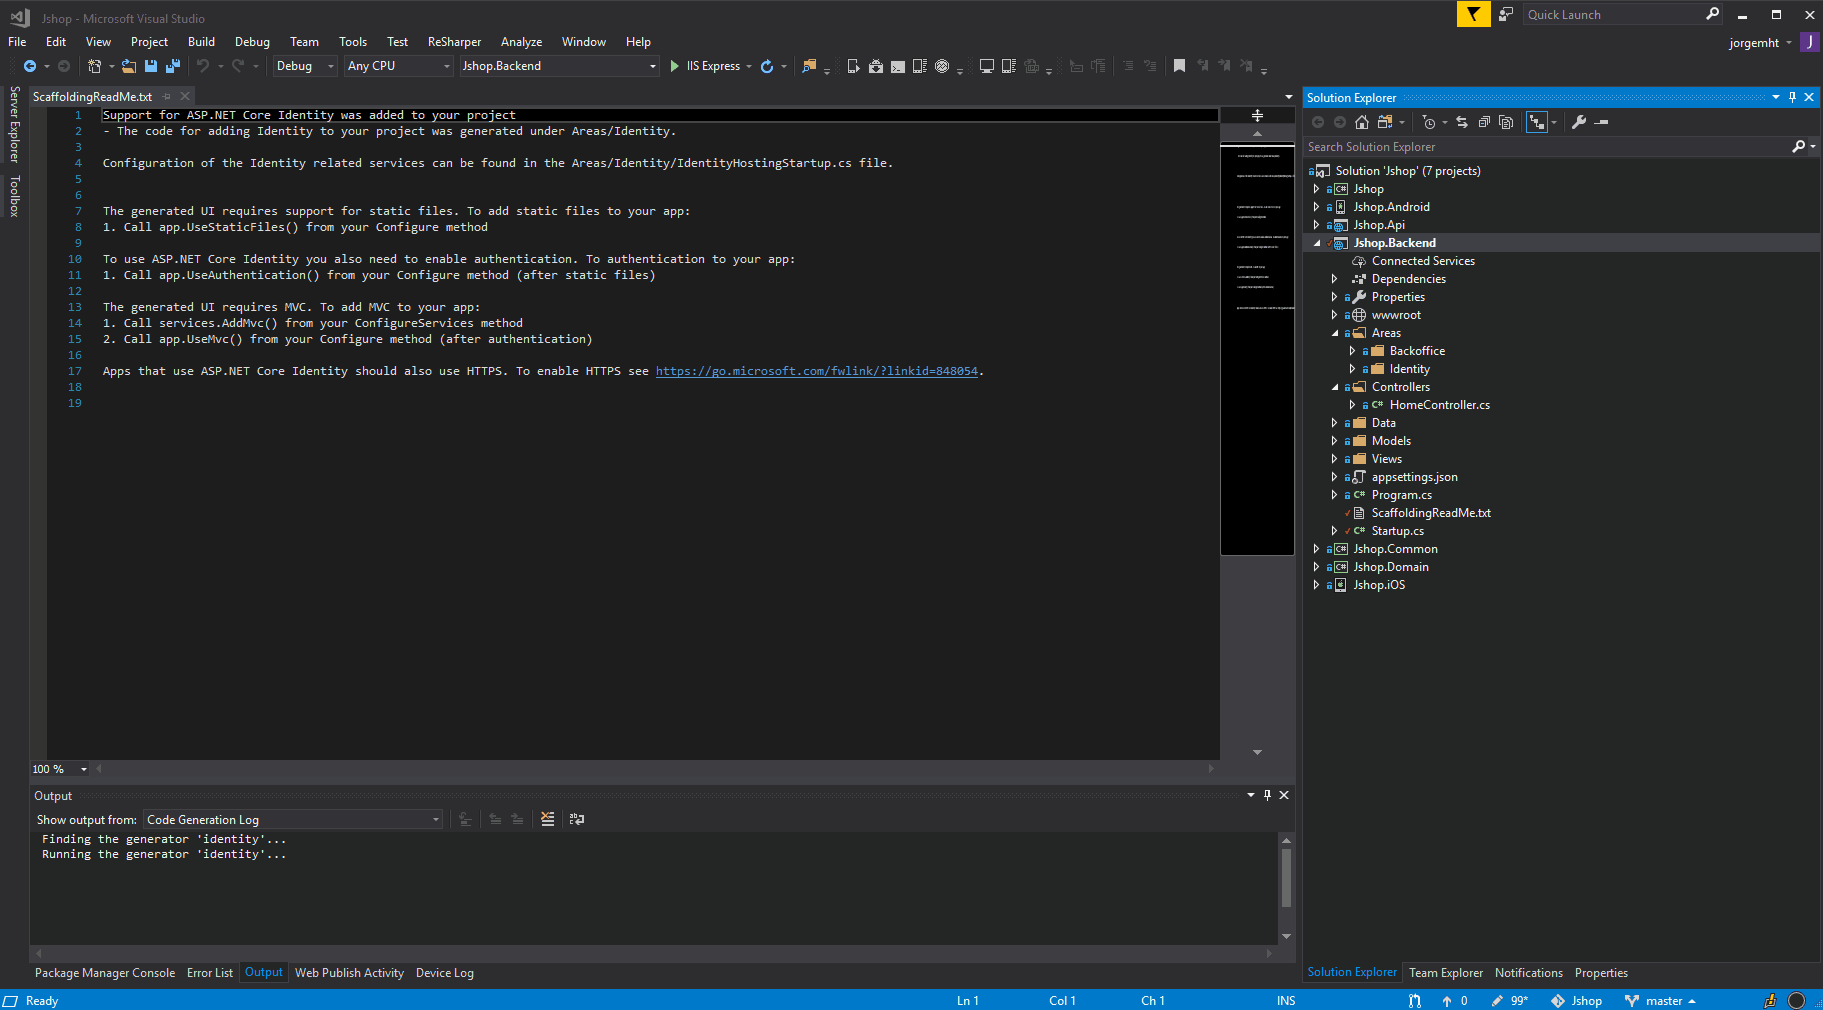 Jshop - Microsoft Visual Studio
Quick Launch
File Edit View Project Build Debug Team Tools Test ReSharper Analyze Window Help
jorgemht J
Debug Any CPU Jshop.Backend IIS Express
Server Explorer
Toolbox
ScaffoldingReadMe.txt
1 Support for ASP.NET Core Identity was added to your project
2 - The code for adding Identity to your project was generated under Areas/Identity.
3
4 Configuration of the Identity related services can be found in the Areas/Identity/IdentityHostingStartup.cs file.
5
6
7 The generated UI requires support for static files. To add static files to your app:
8 1. Call app.UseStaticFiles() from your Configure method
9
10 To use ASP.NET Core Identity you also need to enable authentication. To authentication to your app:
11 1. Call app.UseAuthentication() from your Configure method (after static files)
12
13 The generated UI requires MVC. To add MVC to your app:
14 1. Call services.AddMvc() from your ConfigureServices method
15 2. Call app.UseMvc() from your Configure method (after authentication)
16
17 Apps that use ASP.NET Core Identity should also use HTTPS. To enable HTTPS see https://go.microsoft.com/fwlink/?linkid=848054.
18
19
100 %
Output
Show output from: Code Generation Log
Finding the generator 'identity'...
Running the generator 'identity'...
Package Manager Console Error List Output Web Publish Activity Device Log
Solution Explorer
Search Solution Explorer
Solution 'Jshop' (7 projects)
C# Jshop
Jshop.Android
Jshop.Api
Jshop.Backend
Connected Services
Dependencies
Properties
wwwroot
Areas
Backoffice
Identity
Controllers
C# HomeController.cs
Data
Models
Views
appsettings.json
C# Program.cs
ScaffoldingReadMe.txt
C# Startup.cs
C# Jshop.Common
C# Jshop.Domain
Jshop.iOS
Solution Explorer Team Explorer Notifications Properties
Ready Ln 1 Col 1 Ch 1 INS 0 99* Jshop master